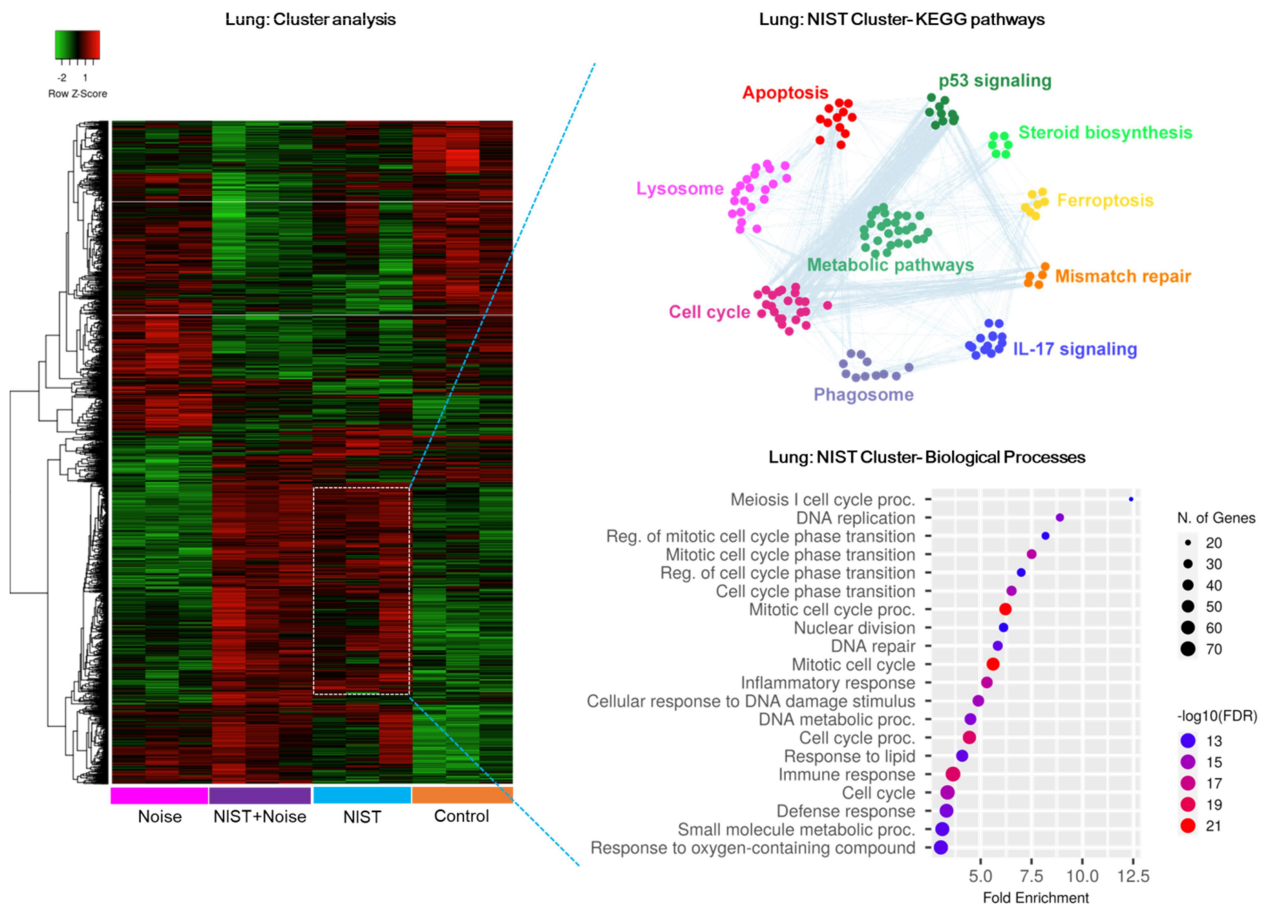 Lung: Cluster analysis
-2 1
Row Z-Score
Noise
NIST+Noise
NIST
Control
Lung: NIST Cluster- KEGG pathways
p53 signaling
Apoptosis
Steroid biosynthesis
Lysosome
Ferroptosis
Metabolic pathways
Mismatch repair
Cell cycle
IL-17 signaling
Phagosome
Lung: NIST Cluster- Biological Processes
Meiosis I cell cycle proc.
DNA replication
Reg. of mitotic cell cycle phase transition
Mitotic cell cycle phase transition
Reg. of cell cycle phase transition
Cell cycle phase transition
Mitotic cell cycle proc.
Nuclear division
DNA repair
Mitotic cell cycle
Inflammatory response
Cellular response to DNA damage stimulus
DNA metabolic proc.
Cell cycle proc.
Response to lipid
Immune response
Cell cycle
Defense response
Small molecule metabolic proc.
Response to oxygen-containing compound
5.0 7.5 10.0 12.5
Fold Enrichment
N. of Genes
20
30
40
50
60
70
-log10(FDR)
13
15
17
19
21